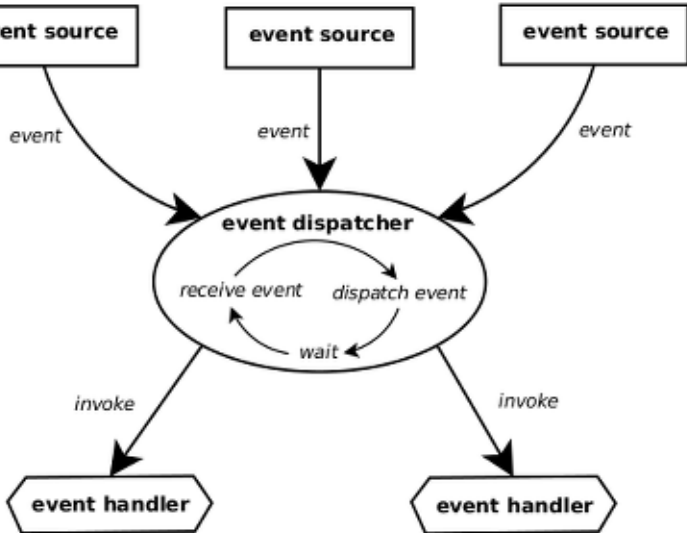 ent source
event source
event source
event
event
event
event dispatcher
receive event
dispatch event
wait
invoke
invoke
event handler
event handler